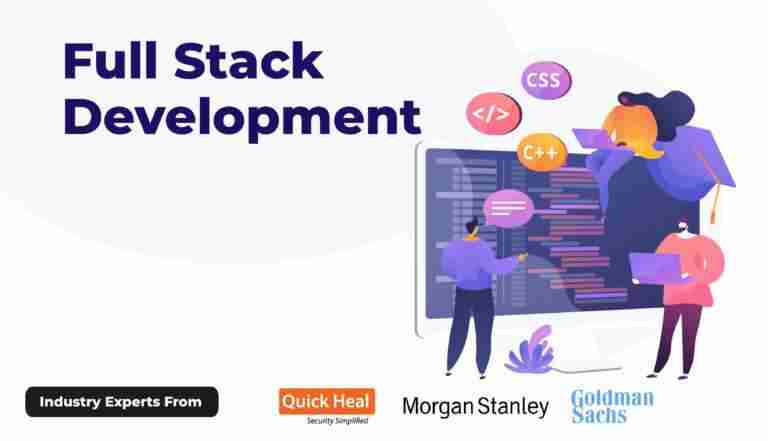 Full Stack
Development
CSS
</>
C++
Industry Experts From
Quick Heal
Security Simplified
Morgan Stanley
Goldman
Sachs